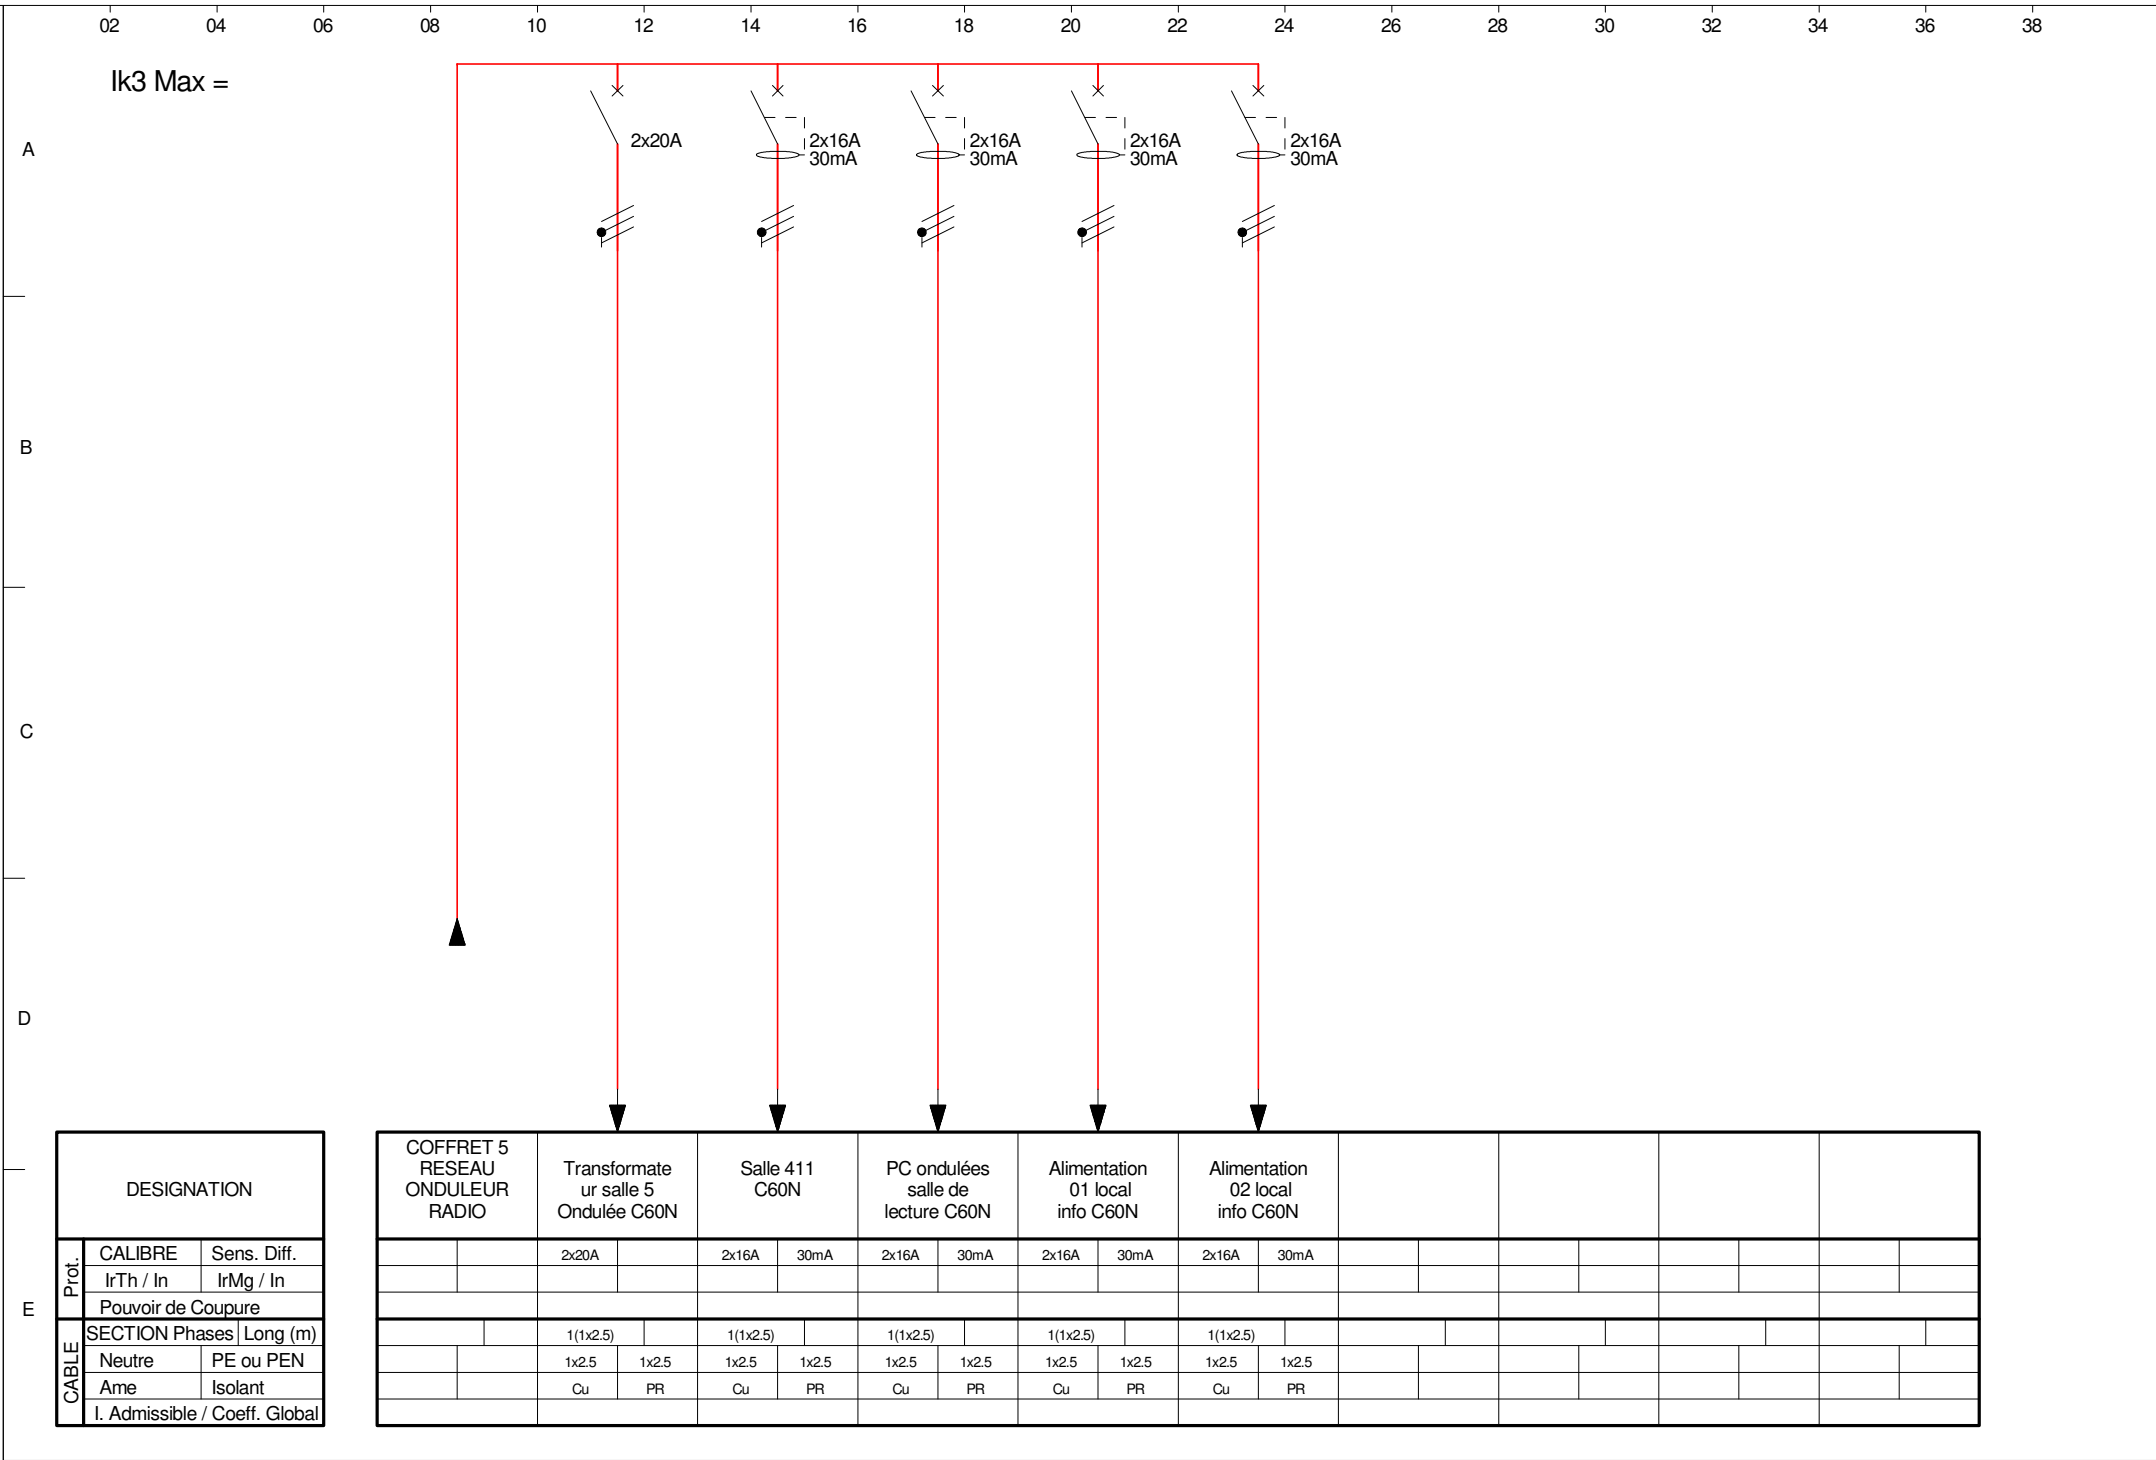 02 04 06 08 10 12 14 16 18 20 22 24 26 28 30 32 34 36 38
Ik3 Max =
A
2x20A
2x16A
30mA
2x16A
30mA
2x16A
30mA
2x16A
30mA
B
C
D
E
DESIGNATION
COFFRET 5
RESEAU
ONDULEUR
RADIO
Transformate
ur salle 5
Ondulée C60N
Salle 411
C60N
PC ondulées
salle de
lecture C60N
Alimentation
01 local
info C60N
Alimentation
02 local
info C60N
Prot.
CALIBRE Sens. Diff. 2x20A 2x16A 30mA 2x16A 30mA 2x16A 30mA 2x16A 30mA
IrTh / In IrMg / In
Pouvoir de Coupure
CABLE
SECTION Phases Long (m) 1(1x2.5) 1(1x2.5) 1(1x2.5) 1(1x2.5) 1(1x2.5)
Neutre PE ou PEN 1x2.5 1x2.5 1x2.5 1x2.5 1x2.5 1x2.5 1x2.5 1x2.5 1x2.5 1x2.5
Ame Isolant Cu PR Cu PR Cu PR Cu PR Cu PR
I. Admissible / Coeff. Global